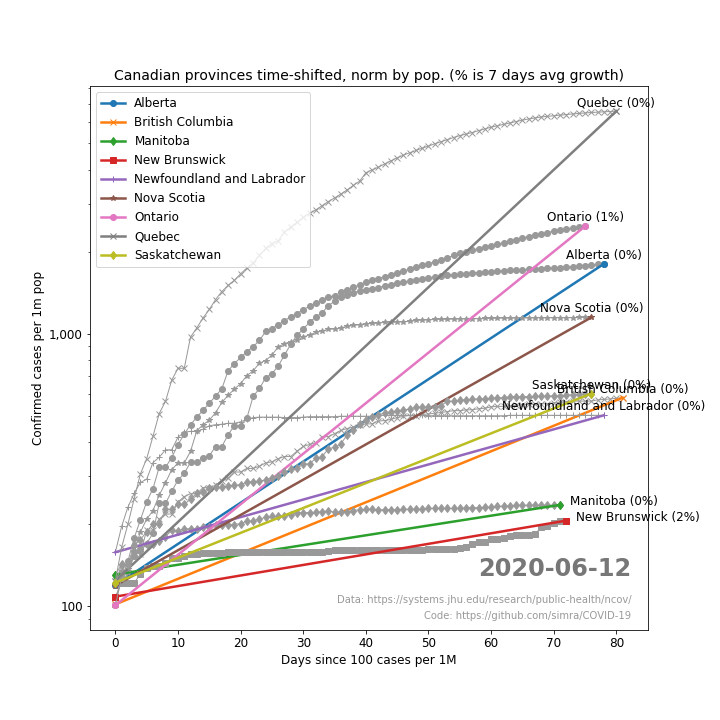 Canadian provinces time-shifted, norm by pop. (% is 7 days avg growth)
Alberta
British Columbia
Manitoba
New Brunswick
Newfoundland and Labrador
Nova Scotia
Ontario
Quebec
Saskatchewan
Quebec (0%)
Ontario (1%)
Alberta (0%)
Nova Scotia (0%)
Saskatchewan (0%)
British Columbia (0%)
Newfoundland and Labrador (0%)
Manitoba (0%)
New Brunswick (2%)
2020-06-12
Data: https://systems.jhu.edu/research/public-health/ncov/
Code: https://github.com/simra/COVID-19
Confirmed cases per 1m pop
1,000
100
0 10 20 30 40 50 60 70 80
Days since 100 cases per 1M